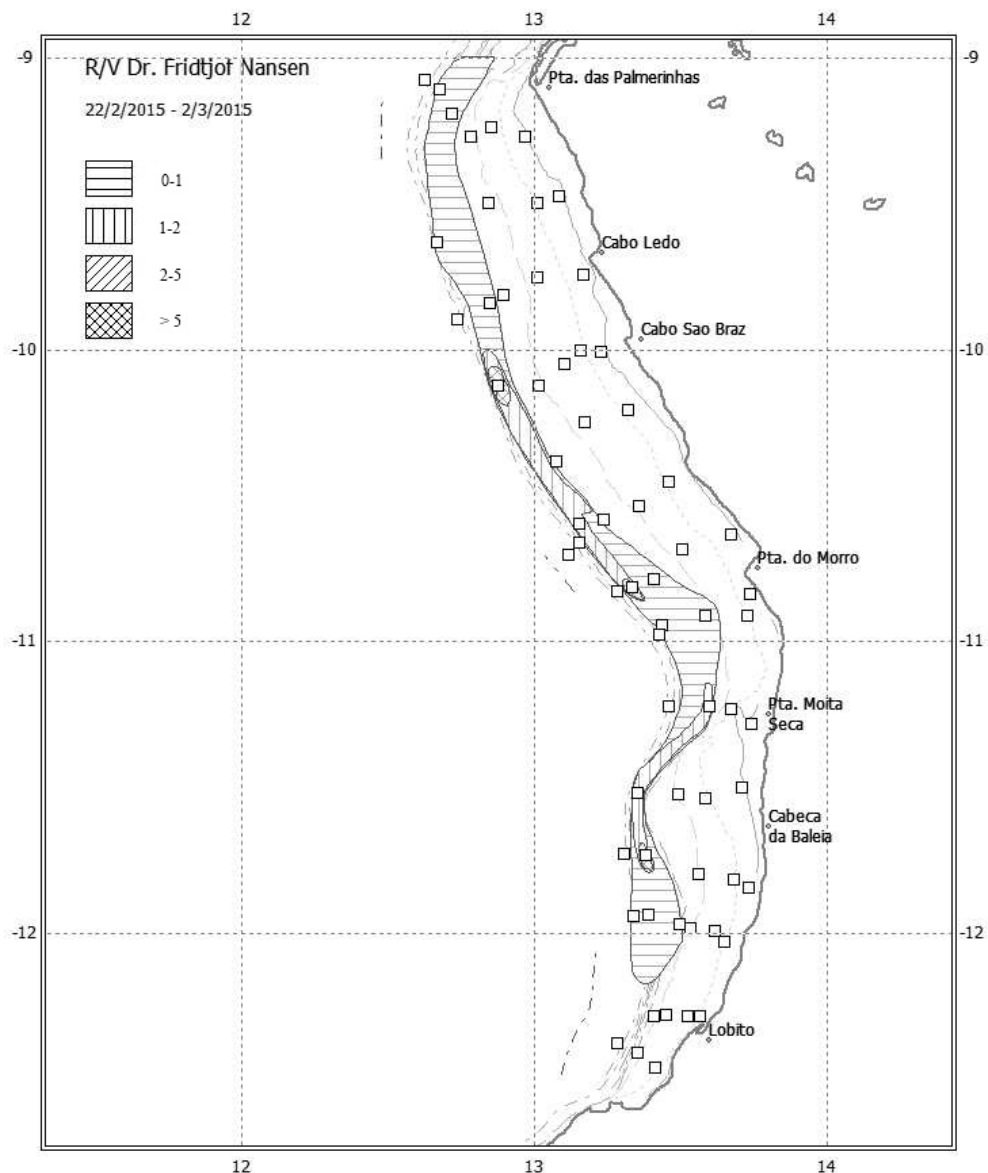 12 13 14
-9 -9
R/V Dr. Fridtjof Nansen
Pta. das Palmerinhas
22/2/2015 - 2/3/2015
0-1
1-2
Cabo Ledo
2-5
> 5
Cabo Sao Braz
-10 -10
Pta. do Morro
-11 -11
Pta. Moita
Seca
Cabeca
da Baleia
-12 -12
Lobito
12 13 14